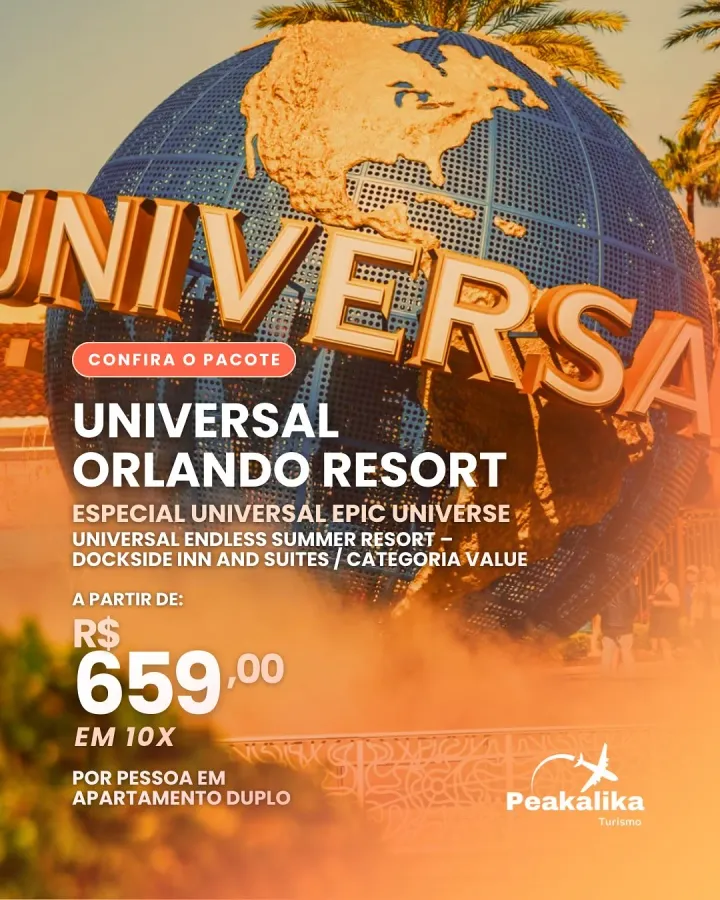 UNIVERSA
CONFIRA O PACOTE
UNIVERSAL
ORLANDO RESORT
ESPECIAL UNIVERSAL EPIC UNIVERSE
UNIVERSAL ENDLESS SUMMER RESORT –
DOCKSIDE INN AND SUITES / CATEGORIA VALUE
A PARTIR DE:
R$
659,00
EM 10X
POR PESSOA EM
APARTAMENTO DUPLO
Peakalika
Turismo